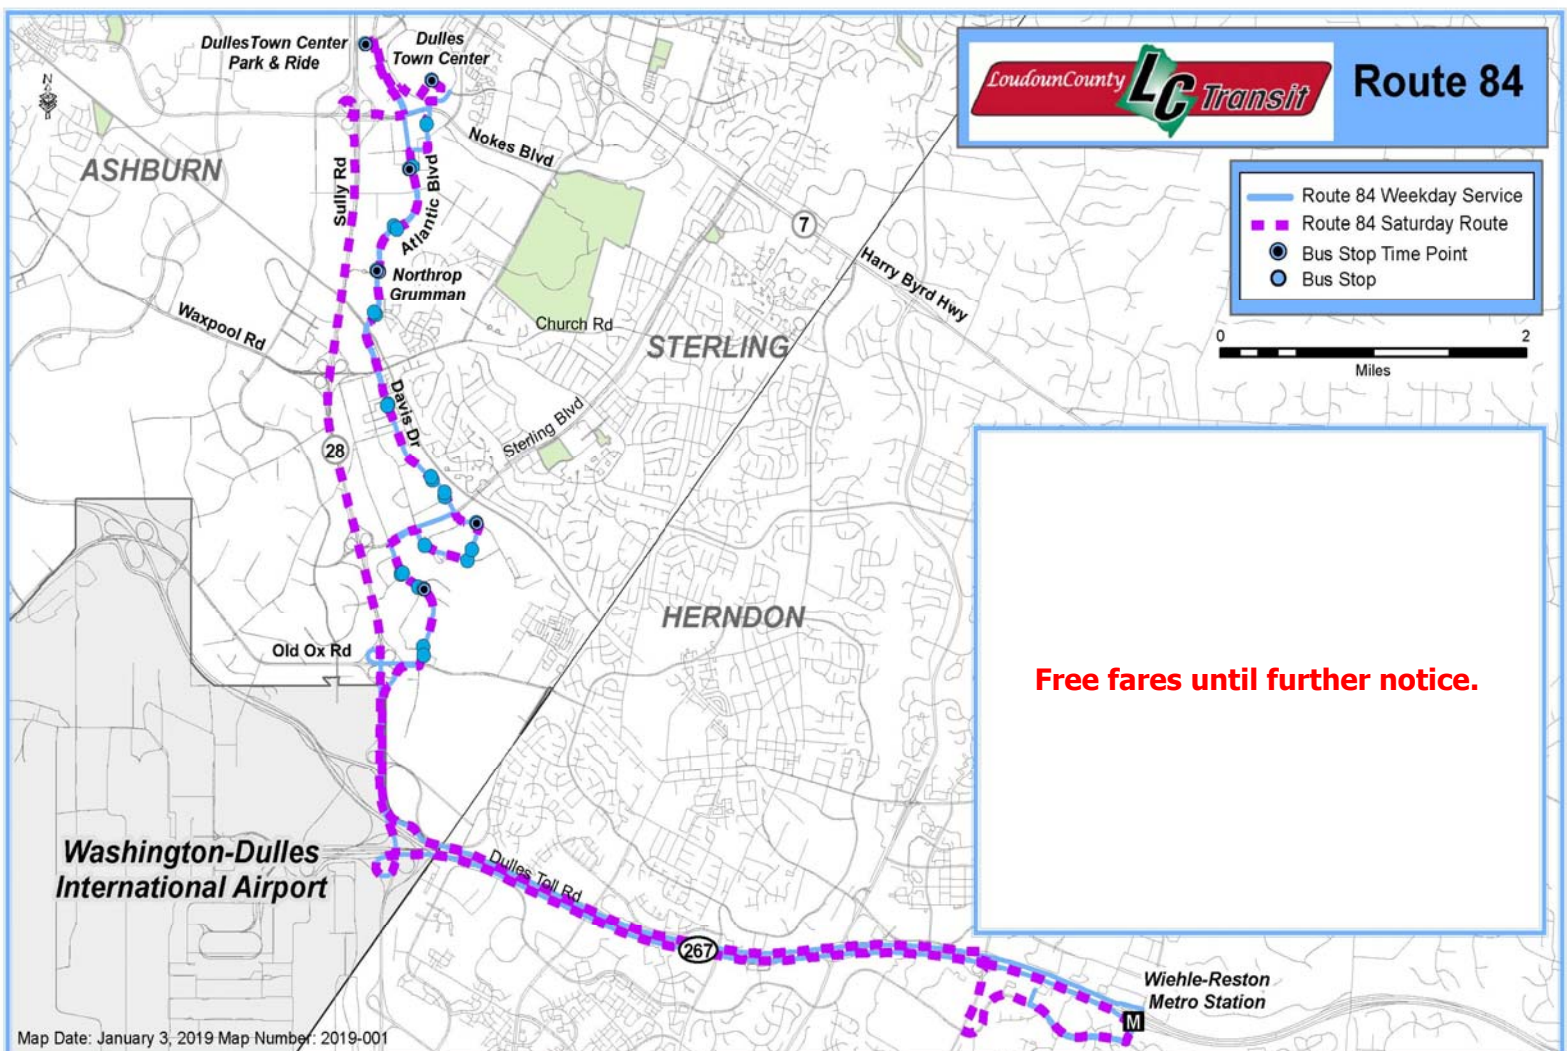 Dulles Town Center
Park & Ride
Dulles
Town Center
N
LoudounCounty LC Transit
Route 84
ASHBURN
Nokes Blvd
Sully Rd
Atlantic Blvd
7
Route 84 Weekday Service
Route 84 Saturday Route
Bus Stop Time Point
Bus Stop
Northrop
Grumman
Harry Byrd Hwy
Waxpool Rd
Church Rd
STERLING
0 2
Miles
Davis Dr
Sterling Blvd
28
HERNDON
Old Ox Rd
Free fares until further notice.
Washington-Dulles
International Airport
Dulles Toll Rd
267
Wiehle-Reston
Metro Station
M
Map Date: January 3, 2019 Map Number: 2019-001